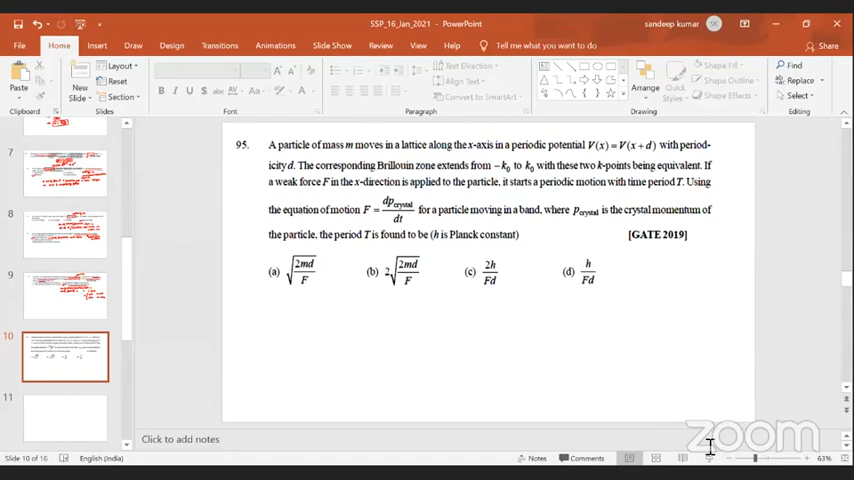 SSP_16_Jan_2021 - PowerPoint
sandeep kumar
SK
File Home Insert Draw Design Transitions Animations Slide Show Review View Help Tell me what you want to do Share
Paste
New
Slide
Layout
Reset
Section
Text Direction
Align Text
Convert to SmartArt
Arrange
Quick
Styles
Shape Fill
Shape Outline
Shape Effects
Find
Replace
Select
Clipboard Slides Font Paragraph Drawing Editing
7
8
9
10
11
95. A particle of mass m moves in a lattice along the x-axis in a periodic potential V(x) = V(x + d) with period-
icity d. The corresponding Brillouin zone extends from −k₀ to k₀ with these two k-points being equivalent. If
a weak force F in the x-direction is applied to the particle, it starts a periodic motion with time period T. Using
the equation of motion F = dp_crystal/dt for a particle moving in a band, where p_crystal is the crystal momentum of
the particle, the period T is found to be (h is Planck constant) [GATE 2019]
(a) √(2md/F) (b) 2√(2md/F) (c) 2h/Fd (d) h/Fd
Click to add notes
zoom
Slide 10 of 16 English (India) Notes Comments 63%